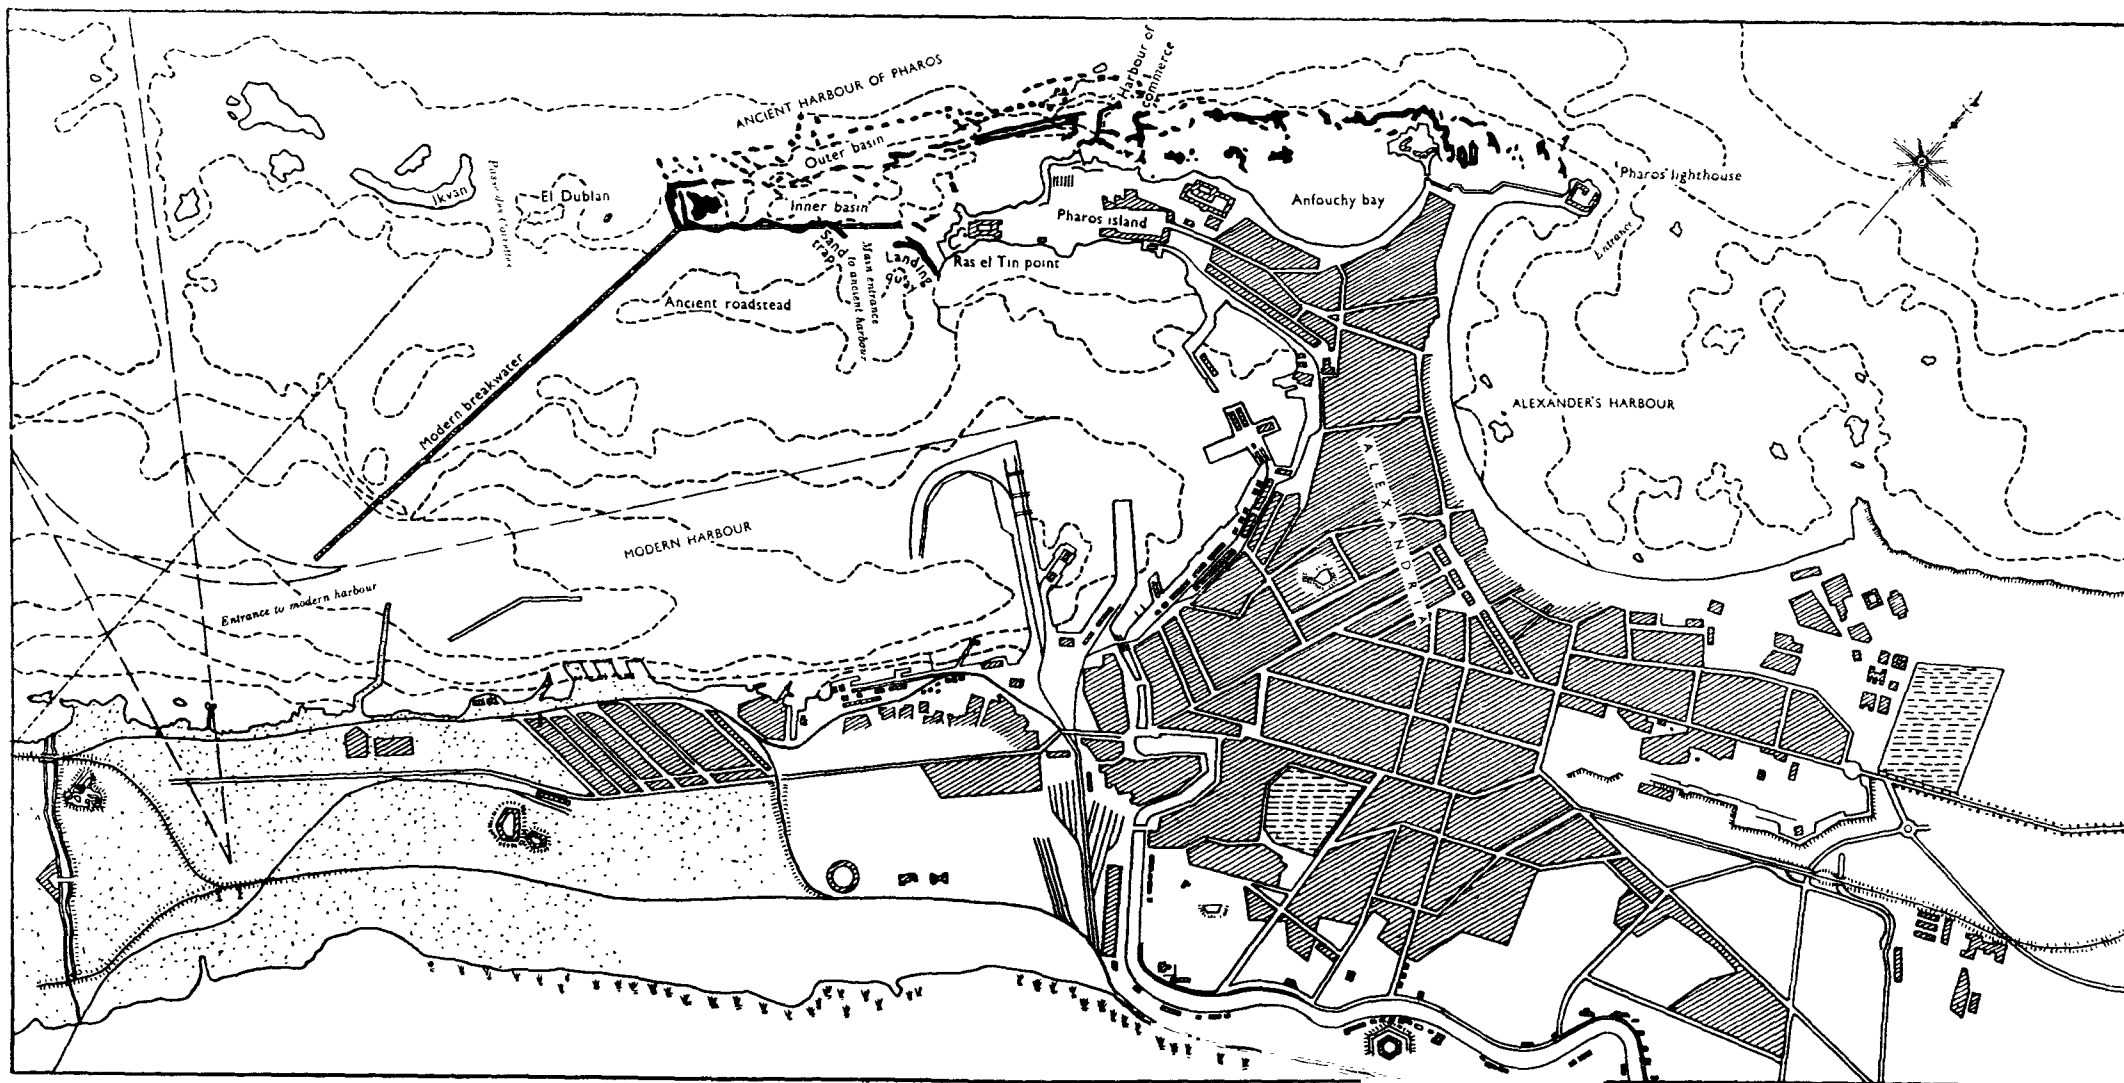 Harbour of
commerce
ANCIENT HARBOUR OF PHAROS
Outer basin
Pharos lighthouse
Ikvan
El Dublan
Inner basin
Anfouchy bay
Pharos island
Entrance
Sand
trap
Main entrance
to ancient harbour
Landing
quay
Ras el Tin point
Ancient roadstead
Modern breakwater
ALEXANDER'S HARBOUR
ALEXANDRIA
MODERN HARBOUR
Entrance to modern harbour